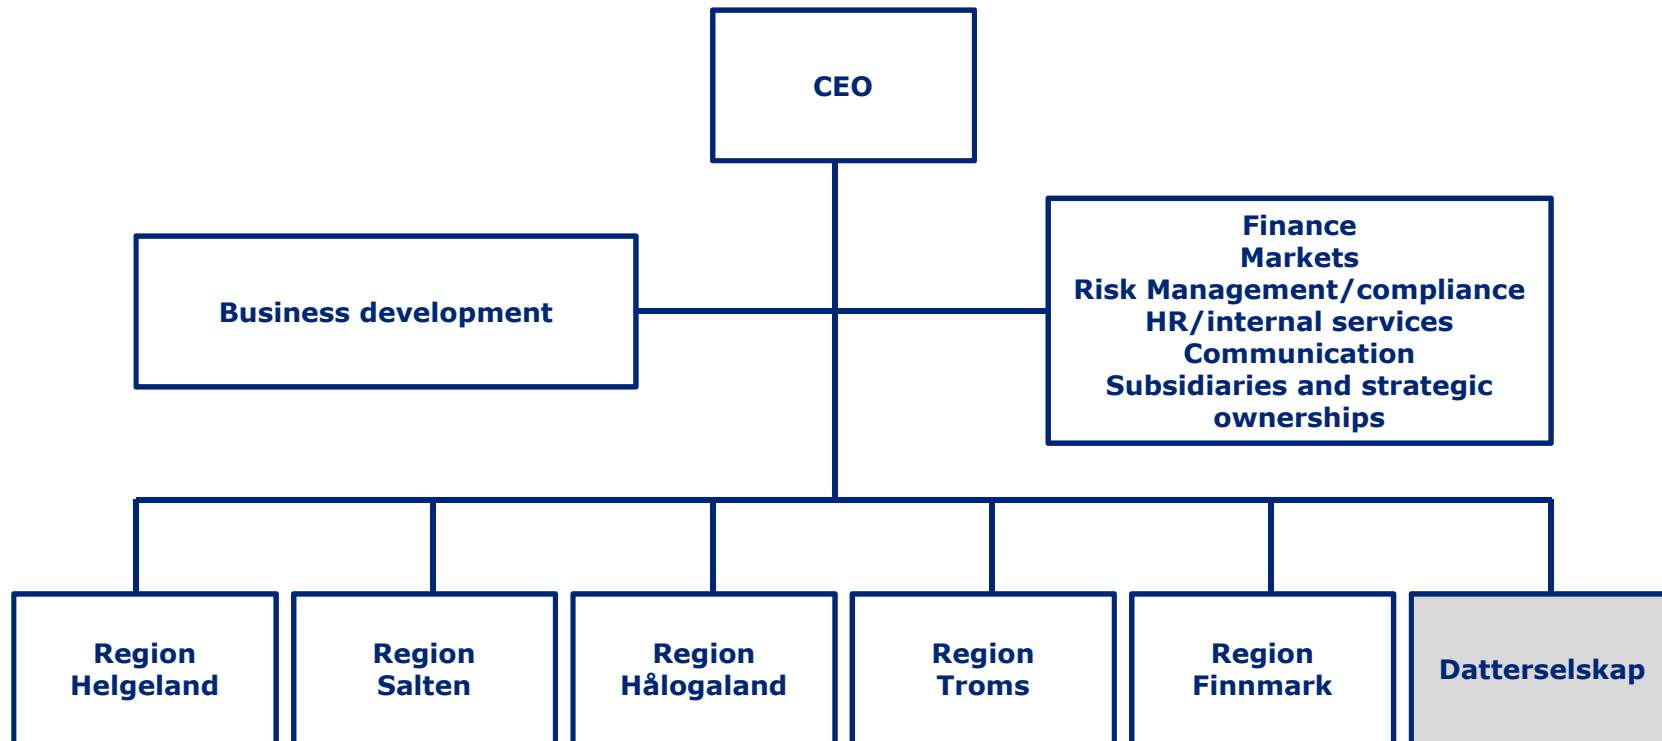 CEO
Business development
Finance
Markets
Risk Management/compliance
HR/internal services
Communication
Subsidiaries and strategic
ownerships
Region
Helgeland
Region
Salten
Region
Hålogaland
Region
Troms
Region
Finnmark
Datterselskap